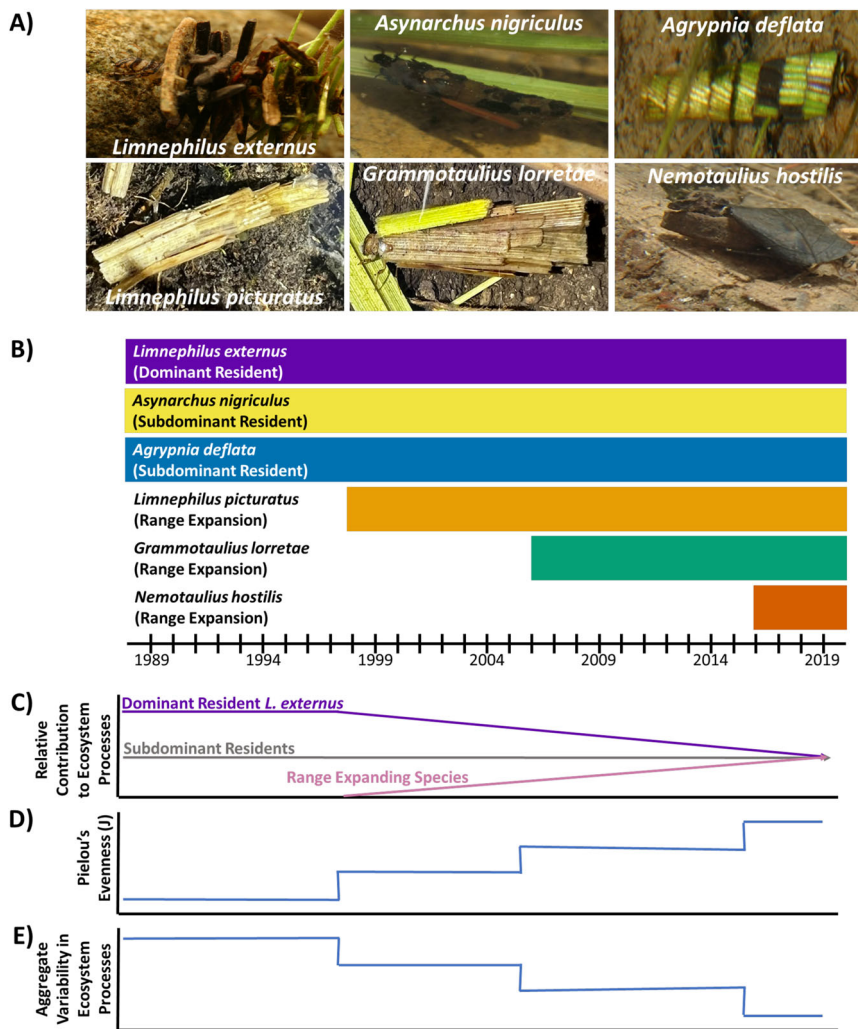 A)
Limnephilus externus
Asynarchus nigriculus
Agrypnia deflata
Limnephilus picturatus
Grammotaulius lorretae
Nemotaulius hostilis
B)
Limnephilus externus
(Dominant Resident)
Asynarchus nigriculus
(Subdominant Resident)
Agrypnia deflata
(Subdominant Resident)
Limnephilus picturatus
(Range Expansion)
Grammotaulius lorretae
(Range Expansion)
Nemotaulius hostilis
(Range Expansion)
1989 1994 1999 2004 2009 2014 2019
C)
Relative
Contribution
to Ecosystem
Processes
Dominant Resident L. externus
Subdominant Residents
Range Expanding Species
D)
Pielou's
Evenness (J)
E)
Aggregate
Variability in
Ecosystem
Processes